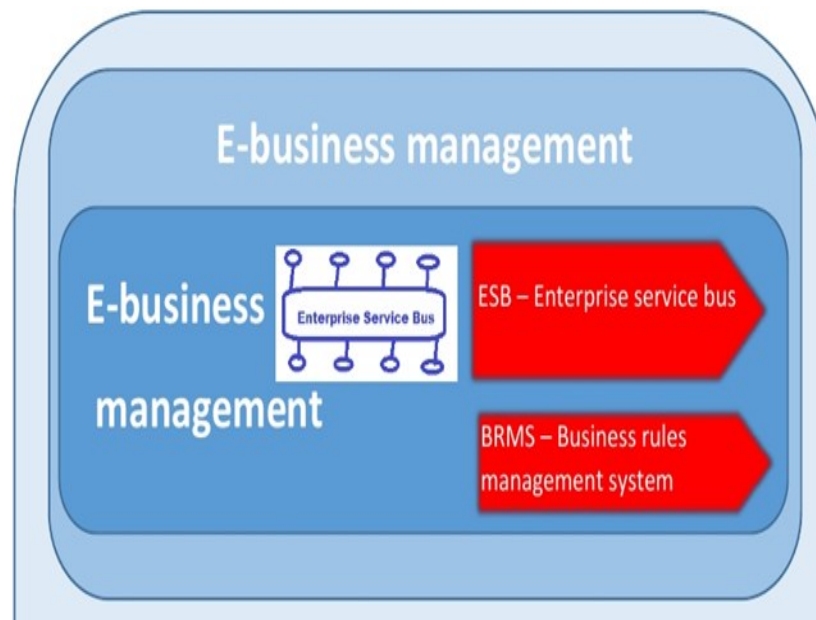 E-business management
E-business
management
Enterprise Service Bus
ESB – Enterprise service bus
BRMS – Business rules
management system